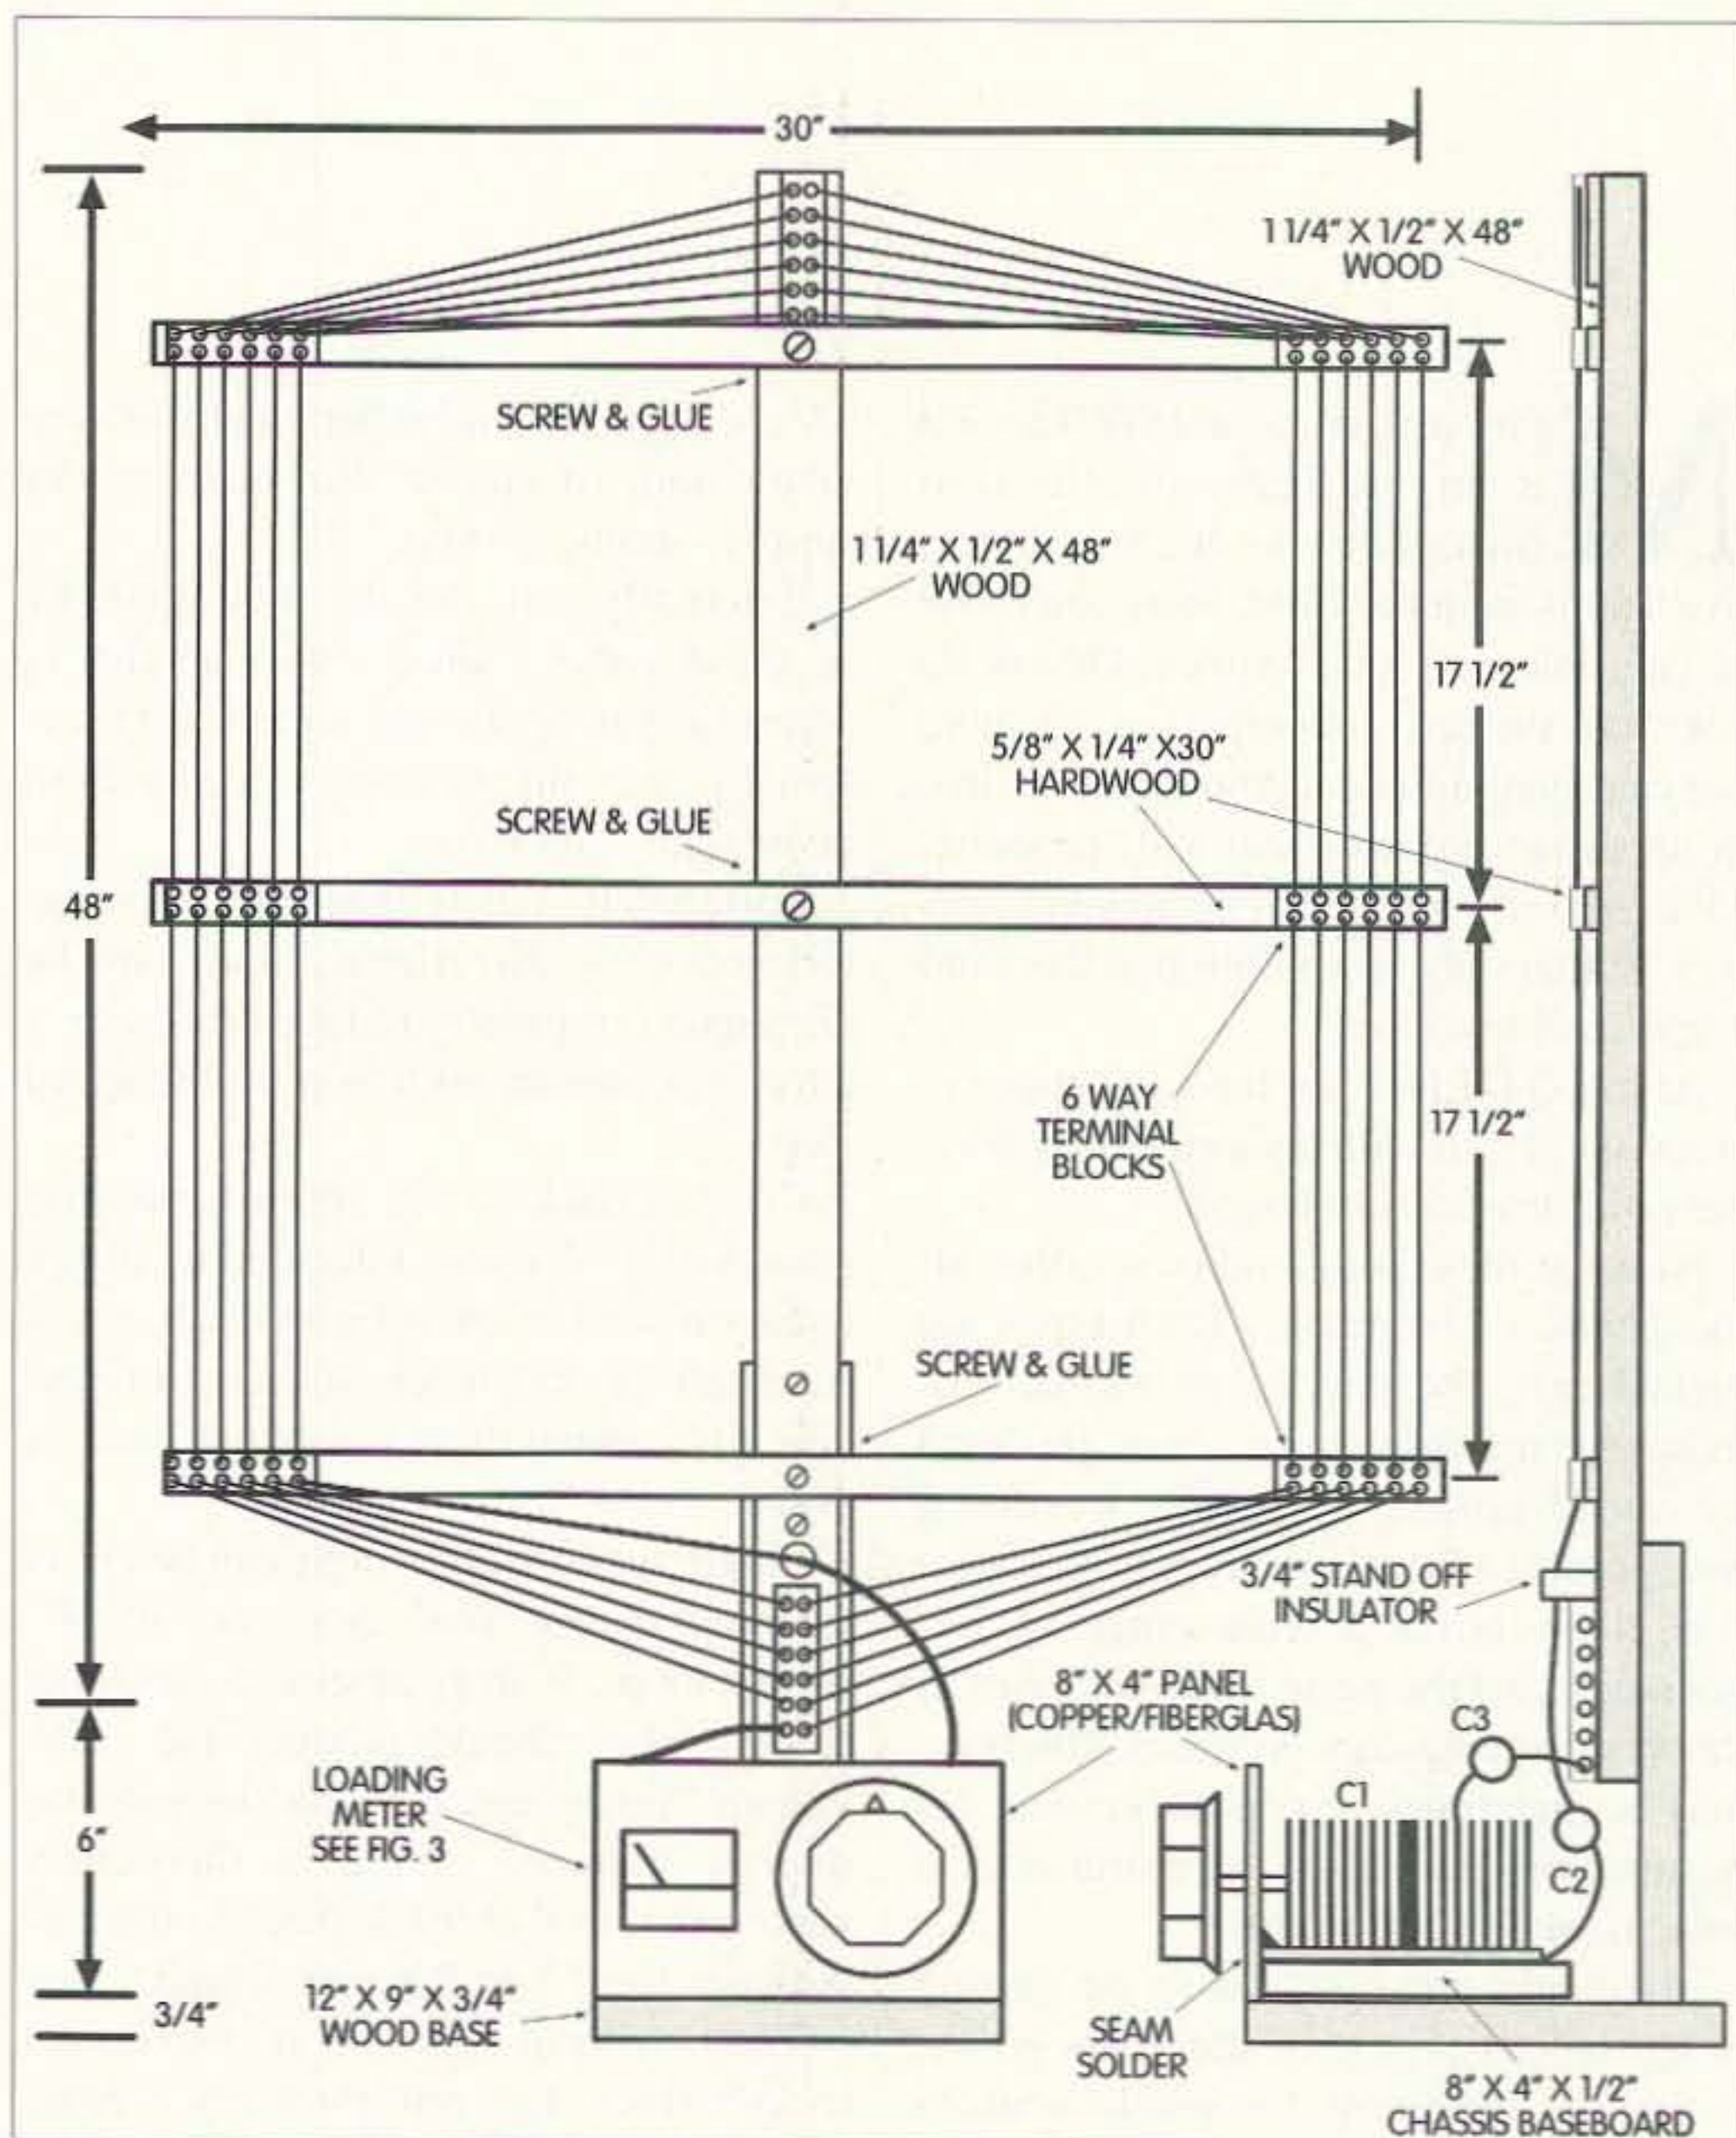 30"
1 1/4" X 1/2" X 48"
WOOD
SCREW & GLUE
1 1/4" X 1/2" X 48"
WOOD
17 1/2"
5/8" X 1/4" X30"
HARDWOOD
SCREW & GLUE
48"
6 WAY
TERMINAL
BLOCKS
17 1/2"
SCREW & GLUE
3/4" STAND OFF
INSULATOR
8" X 4" PANEL
(COPPER/FIBERGLAS)
C3
LOADING
METER
SEE FIG. 3
C1
6"
C2
3/4"
12" X 9" X 3/4"
WOOD BASE
SEAM
SOLDER
8" X 4" X 1/2"
CHASSIS BASEBOARD